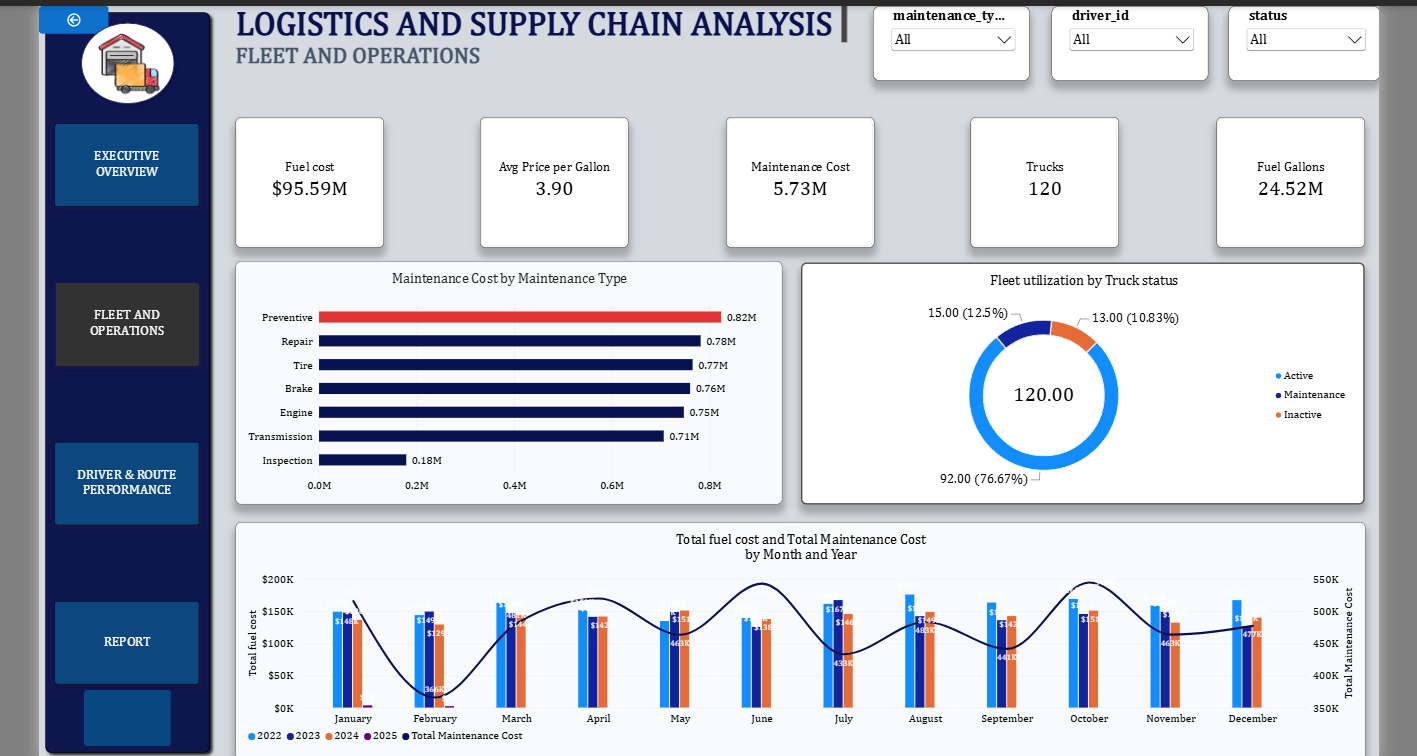 LOGISTICS AND SUPPLY CHAIN ANALYSIS
FLEET AND OPERATIONS
maintenance_ty...
All
driver_id
All
status
All
EXECUTIVE
OVERVIEW
FLEET AND
OPERATIONS
DRIVER & ROUTE
PERFORMANCE
REPORT
Fuel cost
$95.59M
Avg Price per Gallon
3.90
Maintenance Cost
5.73M
Trucks
120
Fuel Gallons
24.52M
Maintenance Cost by Maintenance Type
Preventive 0.82M
Repair 0.78M
Tire 0.77M
Brake 0.76M
Engine 0.75M
Transmission 0.71M
Inspection 0.18M
0.0M 0.2M 0.4M 0.6M 0.8M
Fleet utilization by Truck status
15.00 (12.5%)
13.00 (10.83%)
120.00
92.00 (76.67%)
Active
Maintenance
Inactive
Total fuel cost and Total Maintenance Cost
by Month and Year
Total fuel cost
$200K
$150K
$100K
$50K
$0K
550K
500K
450K
400K
350K
Total Maintenance Cost
366K
463K
433K
483K
441K
463K
477K
January February March April May June July August September October November December
2022 2023 2024 2025 Total Maintenance Cost